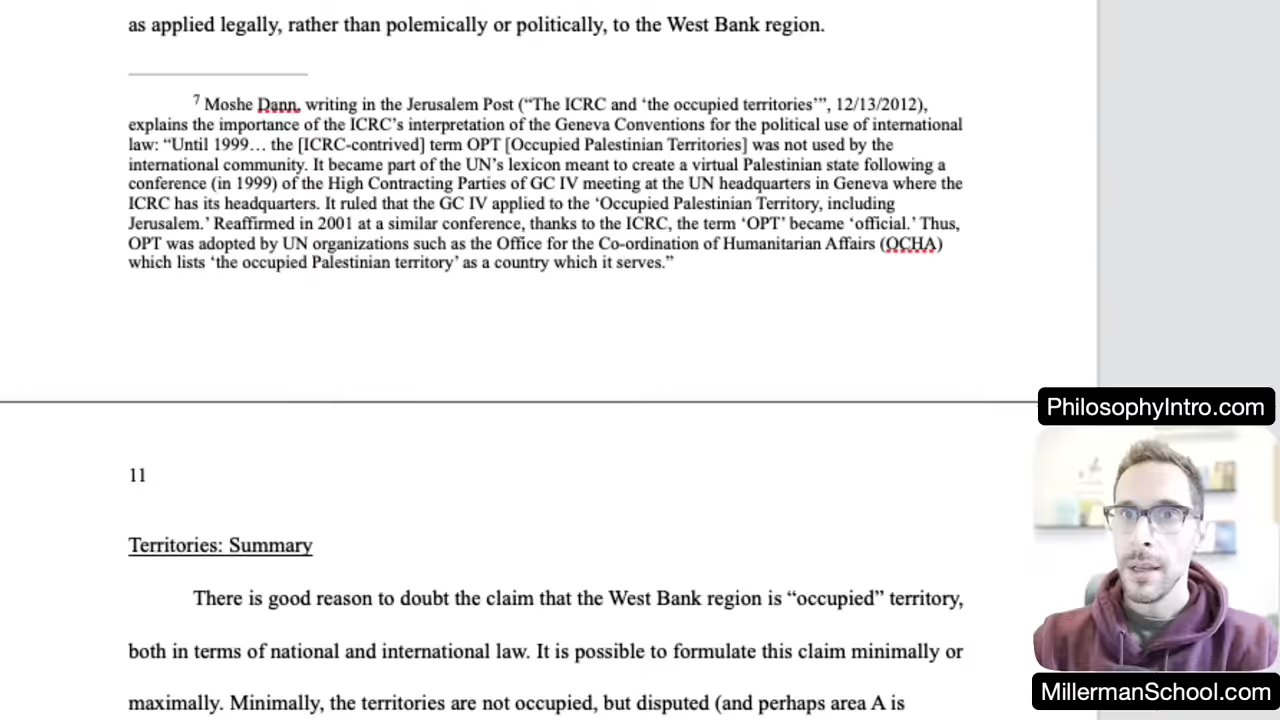 as applied legally, rather than polemically or politically, to the West Bank region.
7 Moshe Dann, writing in the Jerusalem Post (“The ICRC and ‘the occupied territories’”, 12/13/2012),
explains the importance of the ICRC’s interpretation of the Geneva Conventions for the political use of international
law: “Until 1999… the [ICRC-contrived] term OPT [Occupied Palestinian Territories] was not used by the
international community. It became part of the UN’s lexicon meant to create a virtual Palestinian state following a
conference (in 1999) of the High Contracting Parties of GC IV meeting at the UN headquarters in Geneva where the
ICRC has its headquarters. It ruled that the GC IV applied to the ‘Occupied Palestinian Territory, including
Jerusalem.’ Reaffirmed in 2001 at a similar conference, thanks to the ICRC, the term ‘OPT’ became ‘official.’ Thus,
OPT was adopted by UN organizations such as the Office for the Co-ordination of Humanitarian Affairs (OCHA)
which lists ‘the occupied Palestinian territory’ as a country which it serves.”
PhilosophyIntro.com
11
Territories: Summary
There is good reason to doubt the claim that the West Bank region is “occupied” territory,
both in terms of national and international law. It is possible to formulate this claim minimally or
maximally. Minimally, the territories are not occupied, but disputed (and perhaps area A is
MillermanSchool.com